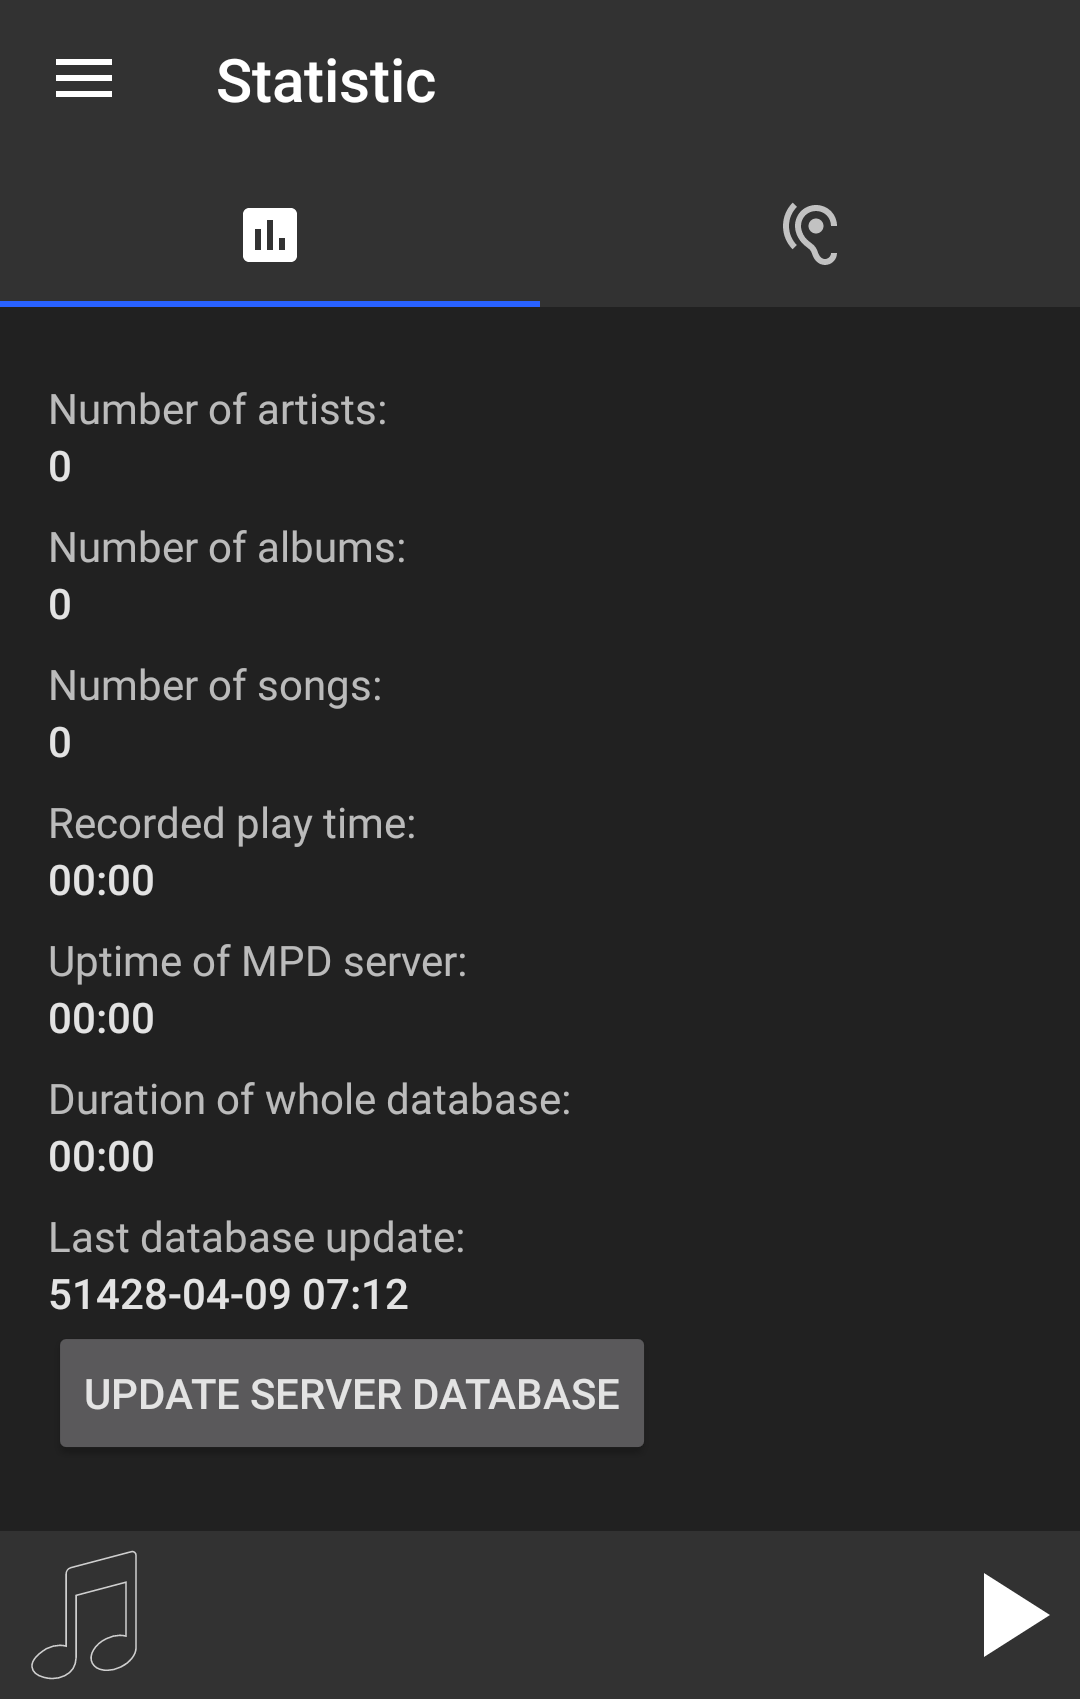 Statistic
Number of artists:
0
Number of albums:
0
Number of songs:
0
Recorded play time:
00:00
Uptime of MPD server:
00:00
Duration of whole database:
00:00
Last database update:
51428-04-09 07:12
UPDATE SERVER DATABASE